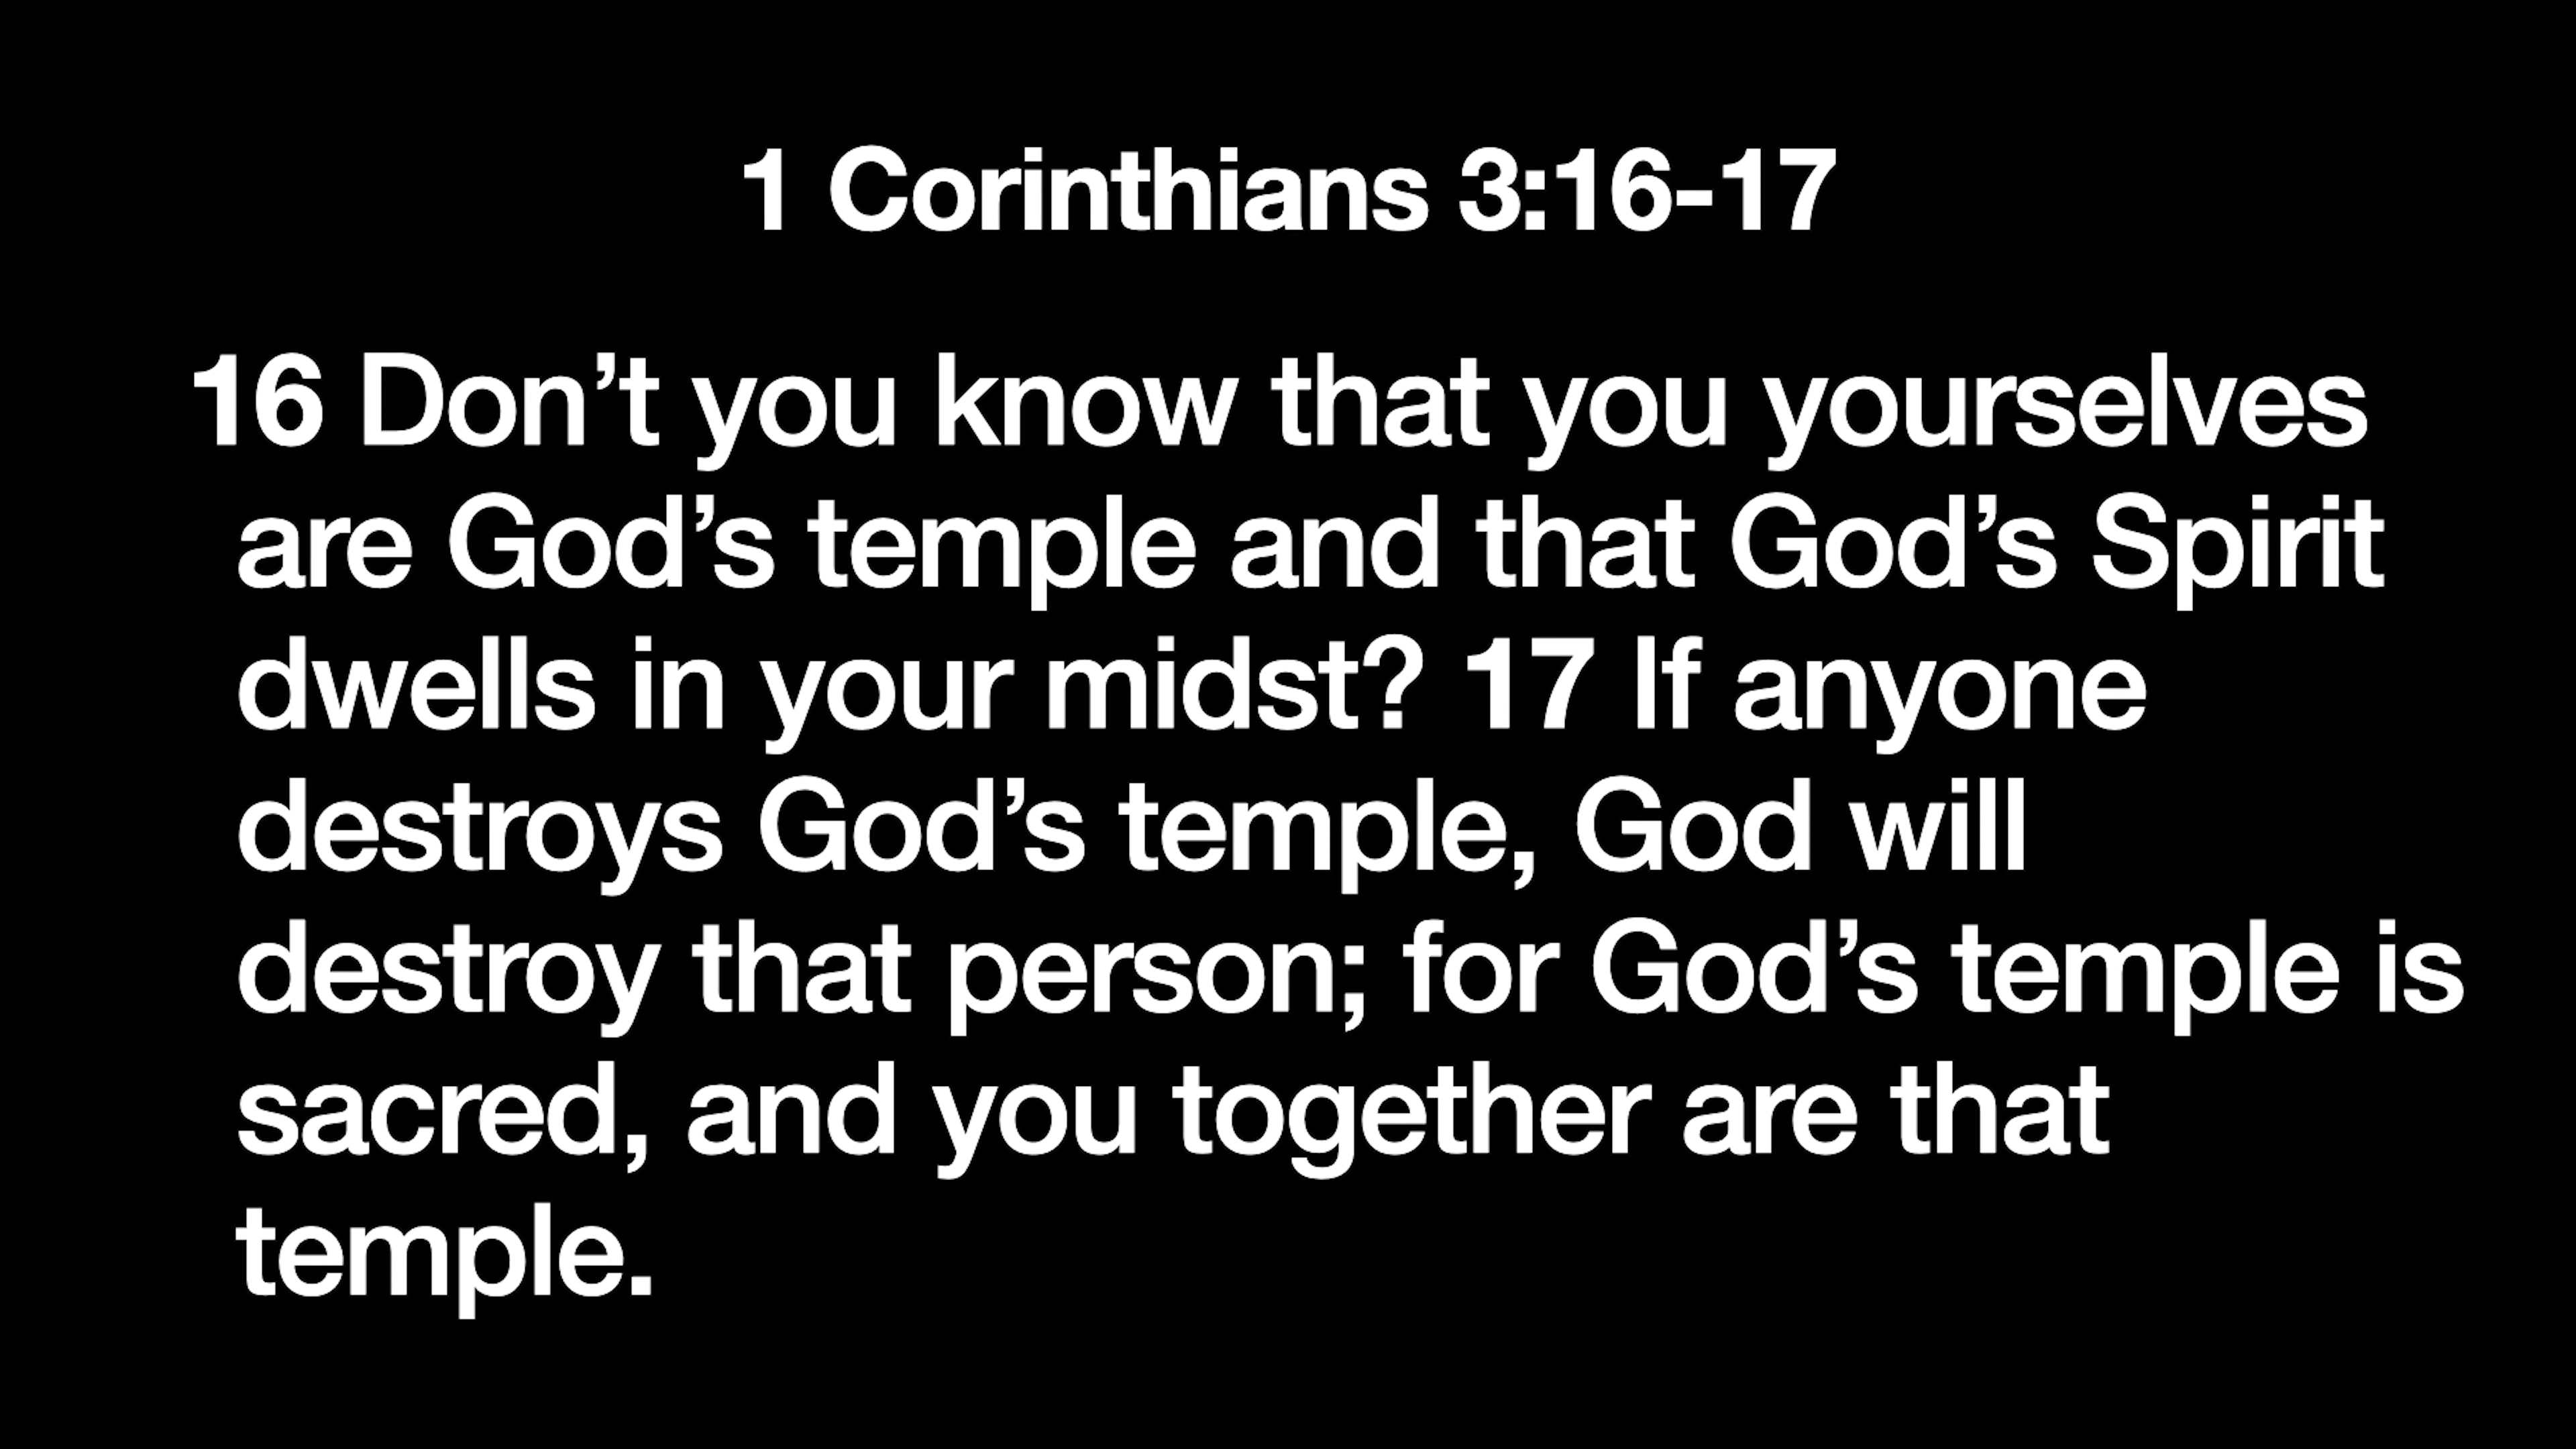 1 Corinthians 3:16-17
16 Don’t you know that you yourselves
are God’s temple and that God’s Spirit
dwells in your midst? 17 If anyone
destroys God’s temple, God will
destroy that person; for God’s temple is
sacred, and you together are that
temple.